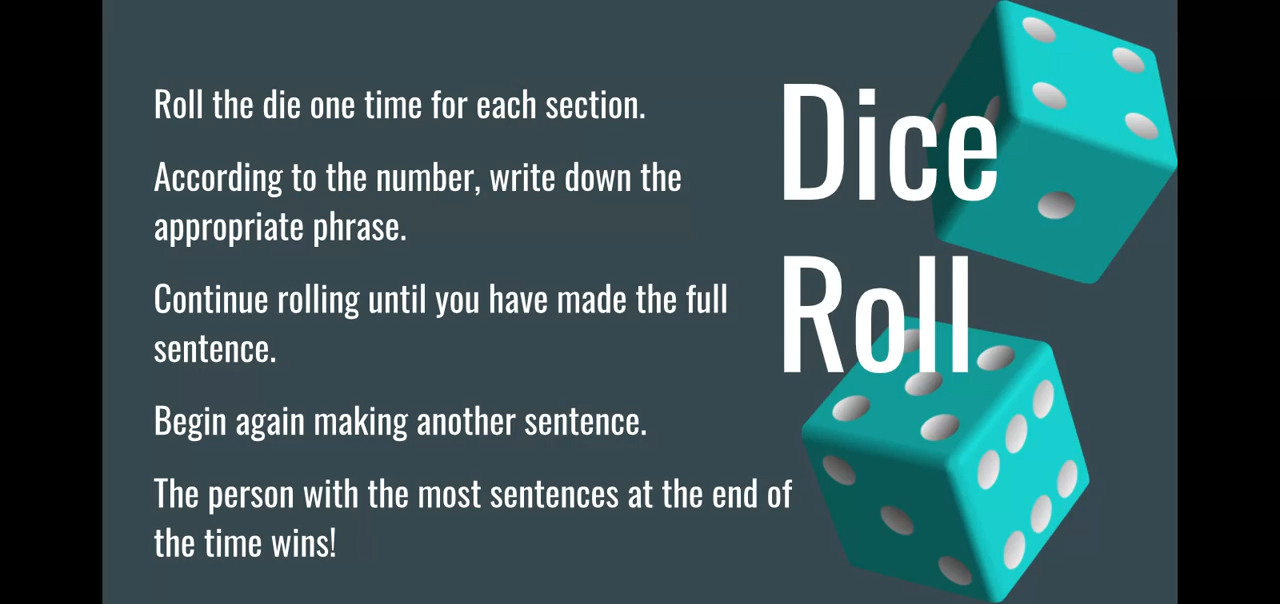 Roll the die one time for each section.
According to the number, write down the
appropriate phrase.
Continue rolling until you have made the full
sentence.
Begin again making another sentence.
The person with the most sentences at the end of
the time wins!
Dice
Roll